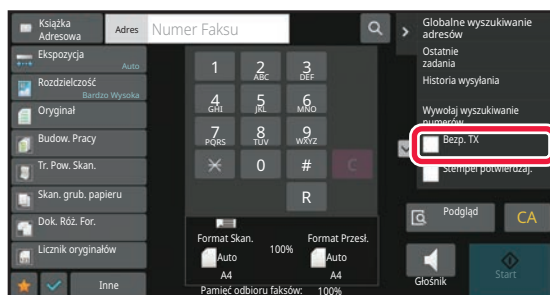 Książka
Adresowa
Adres
Numer Faksu
Ekspozycja
Auto
Rozdzielczość
Bardzo Wysoka
Oryginał
Budow. Pracy
Tr. Pow. Skan.
Skan. grub. papieru
Dok. Róż. For.
Licznik oryginałów
Inne
1
2
ABC
3
DEF
4
GHI
5
JKL
6
MNO
7
PQRS
8
TUV
9
WXYZ
0
#
C
R
Format Skan.
100%
Format Przesł.
Auto
Auto
A4
A4
Pamięć odbioru faksów: 100%
Globalne wyszukiwanie
adresów
Ostatnie
zadania
Historia wysyłania
Wywołaj wyszukiwanie
numerów
Bezp. TX
Stempel potwierdzaj.
Podgląd
CA
Głośnik
Start